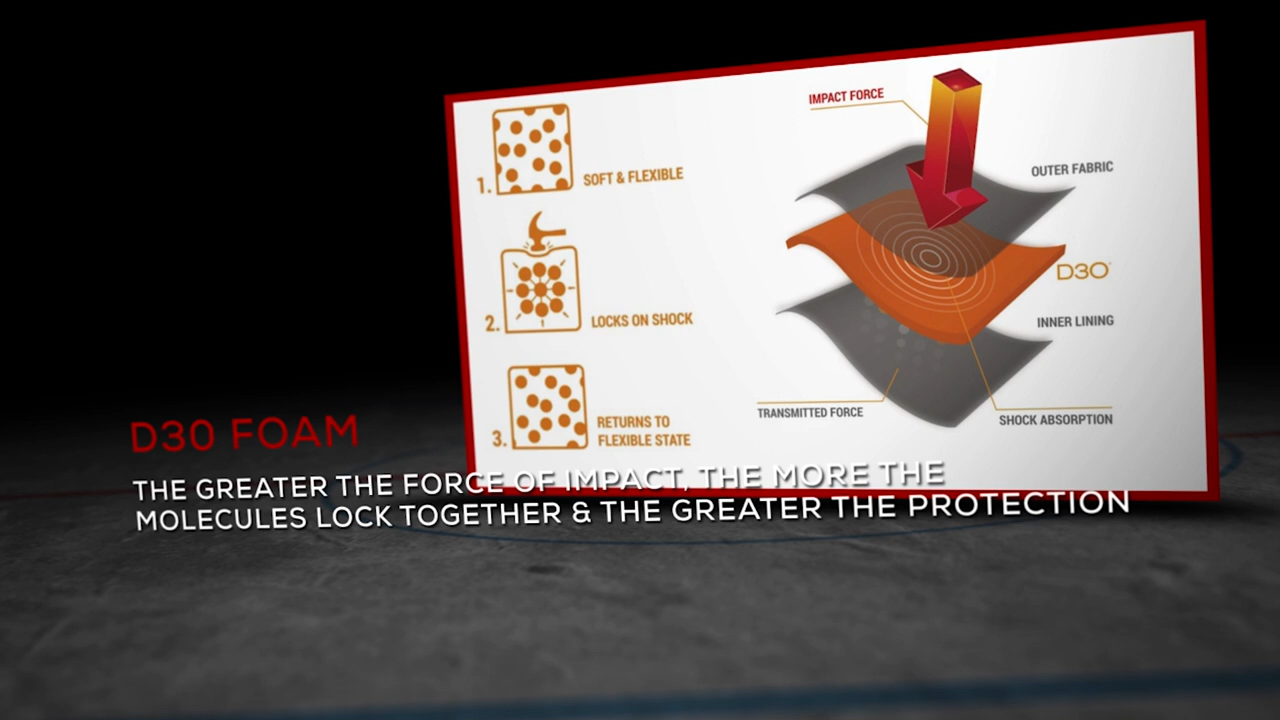 IMPACT FORCE
OUTER FABRIC
1.
SOFT & FLEXIBLE
D3O
2.
LOCKS ON SHOCK
INNER LINING
TRANSMITTED FORCE
SHOCK ABSORPTION
3.
RETURNS TO
FLEXIBLE STATE
D30 FOAM
THE GREATER THE FORCE OF IMPACT, THE MORE THE
MOLECULES LOCK TOGETHER & THE GREATER THE PROTECTION